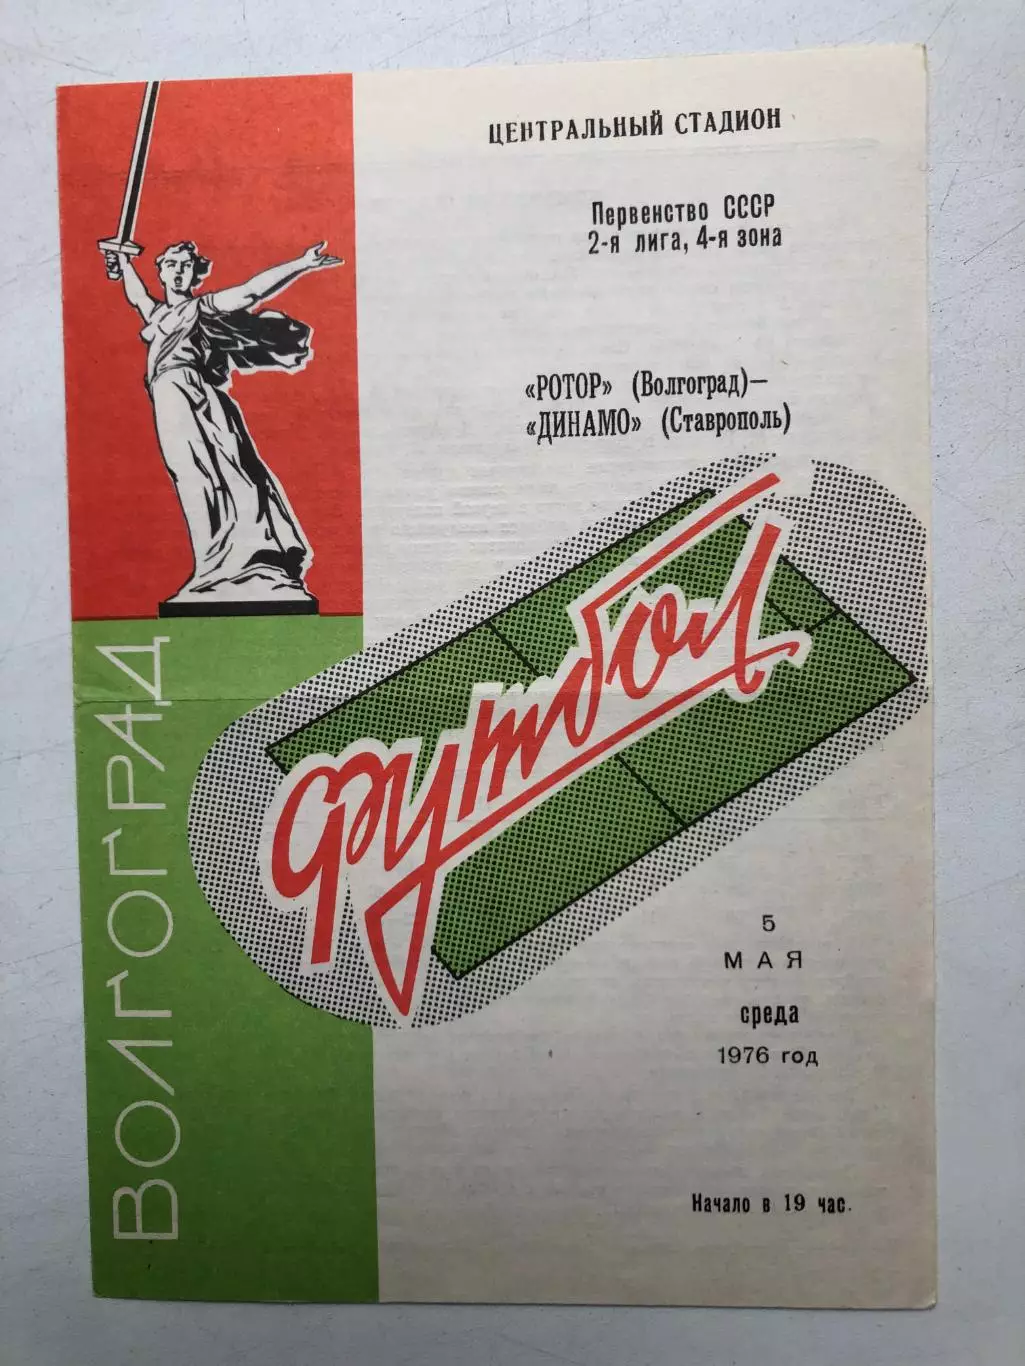 ЦЕНТРАЛЬНЫЙ СТАДИОН
Первенство СССР
2-я лига, 4-я зона
«РОТОР» (Волгоград)—
«ДИНАМО» (Ставрополь)
футбол
ВОЛГОГРАД
5
МАЯ
среда
1976 год
Начало в 19 час.